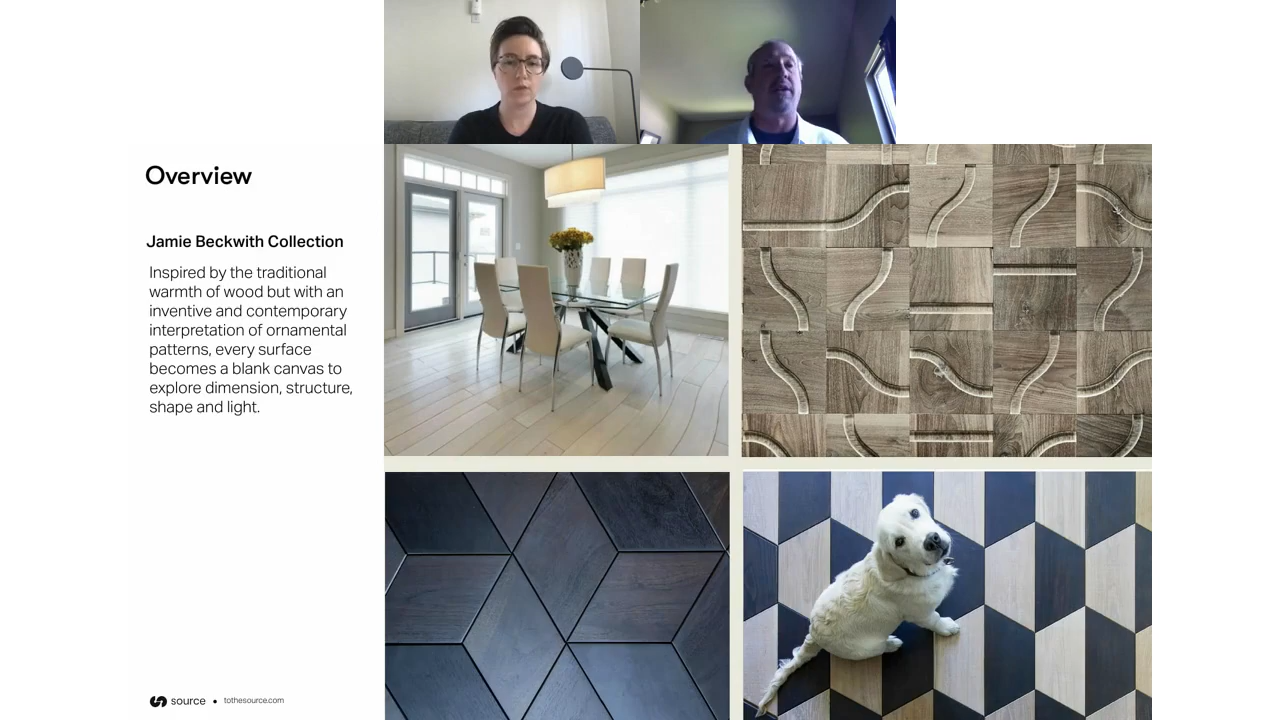 Overview
Jamie Beckwith Collection
Inspired by the traditional
warmth of wood but with an
inventive and contemporary
interpretation of ornamental
patterns, every surface
becomes a blank canvas to
explore dimension, structure,
shape and light.
source • tothesource.com